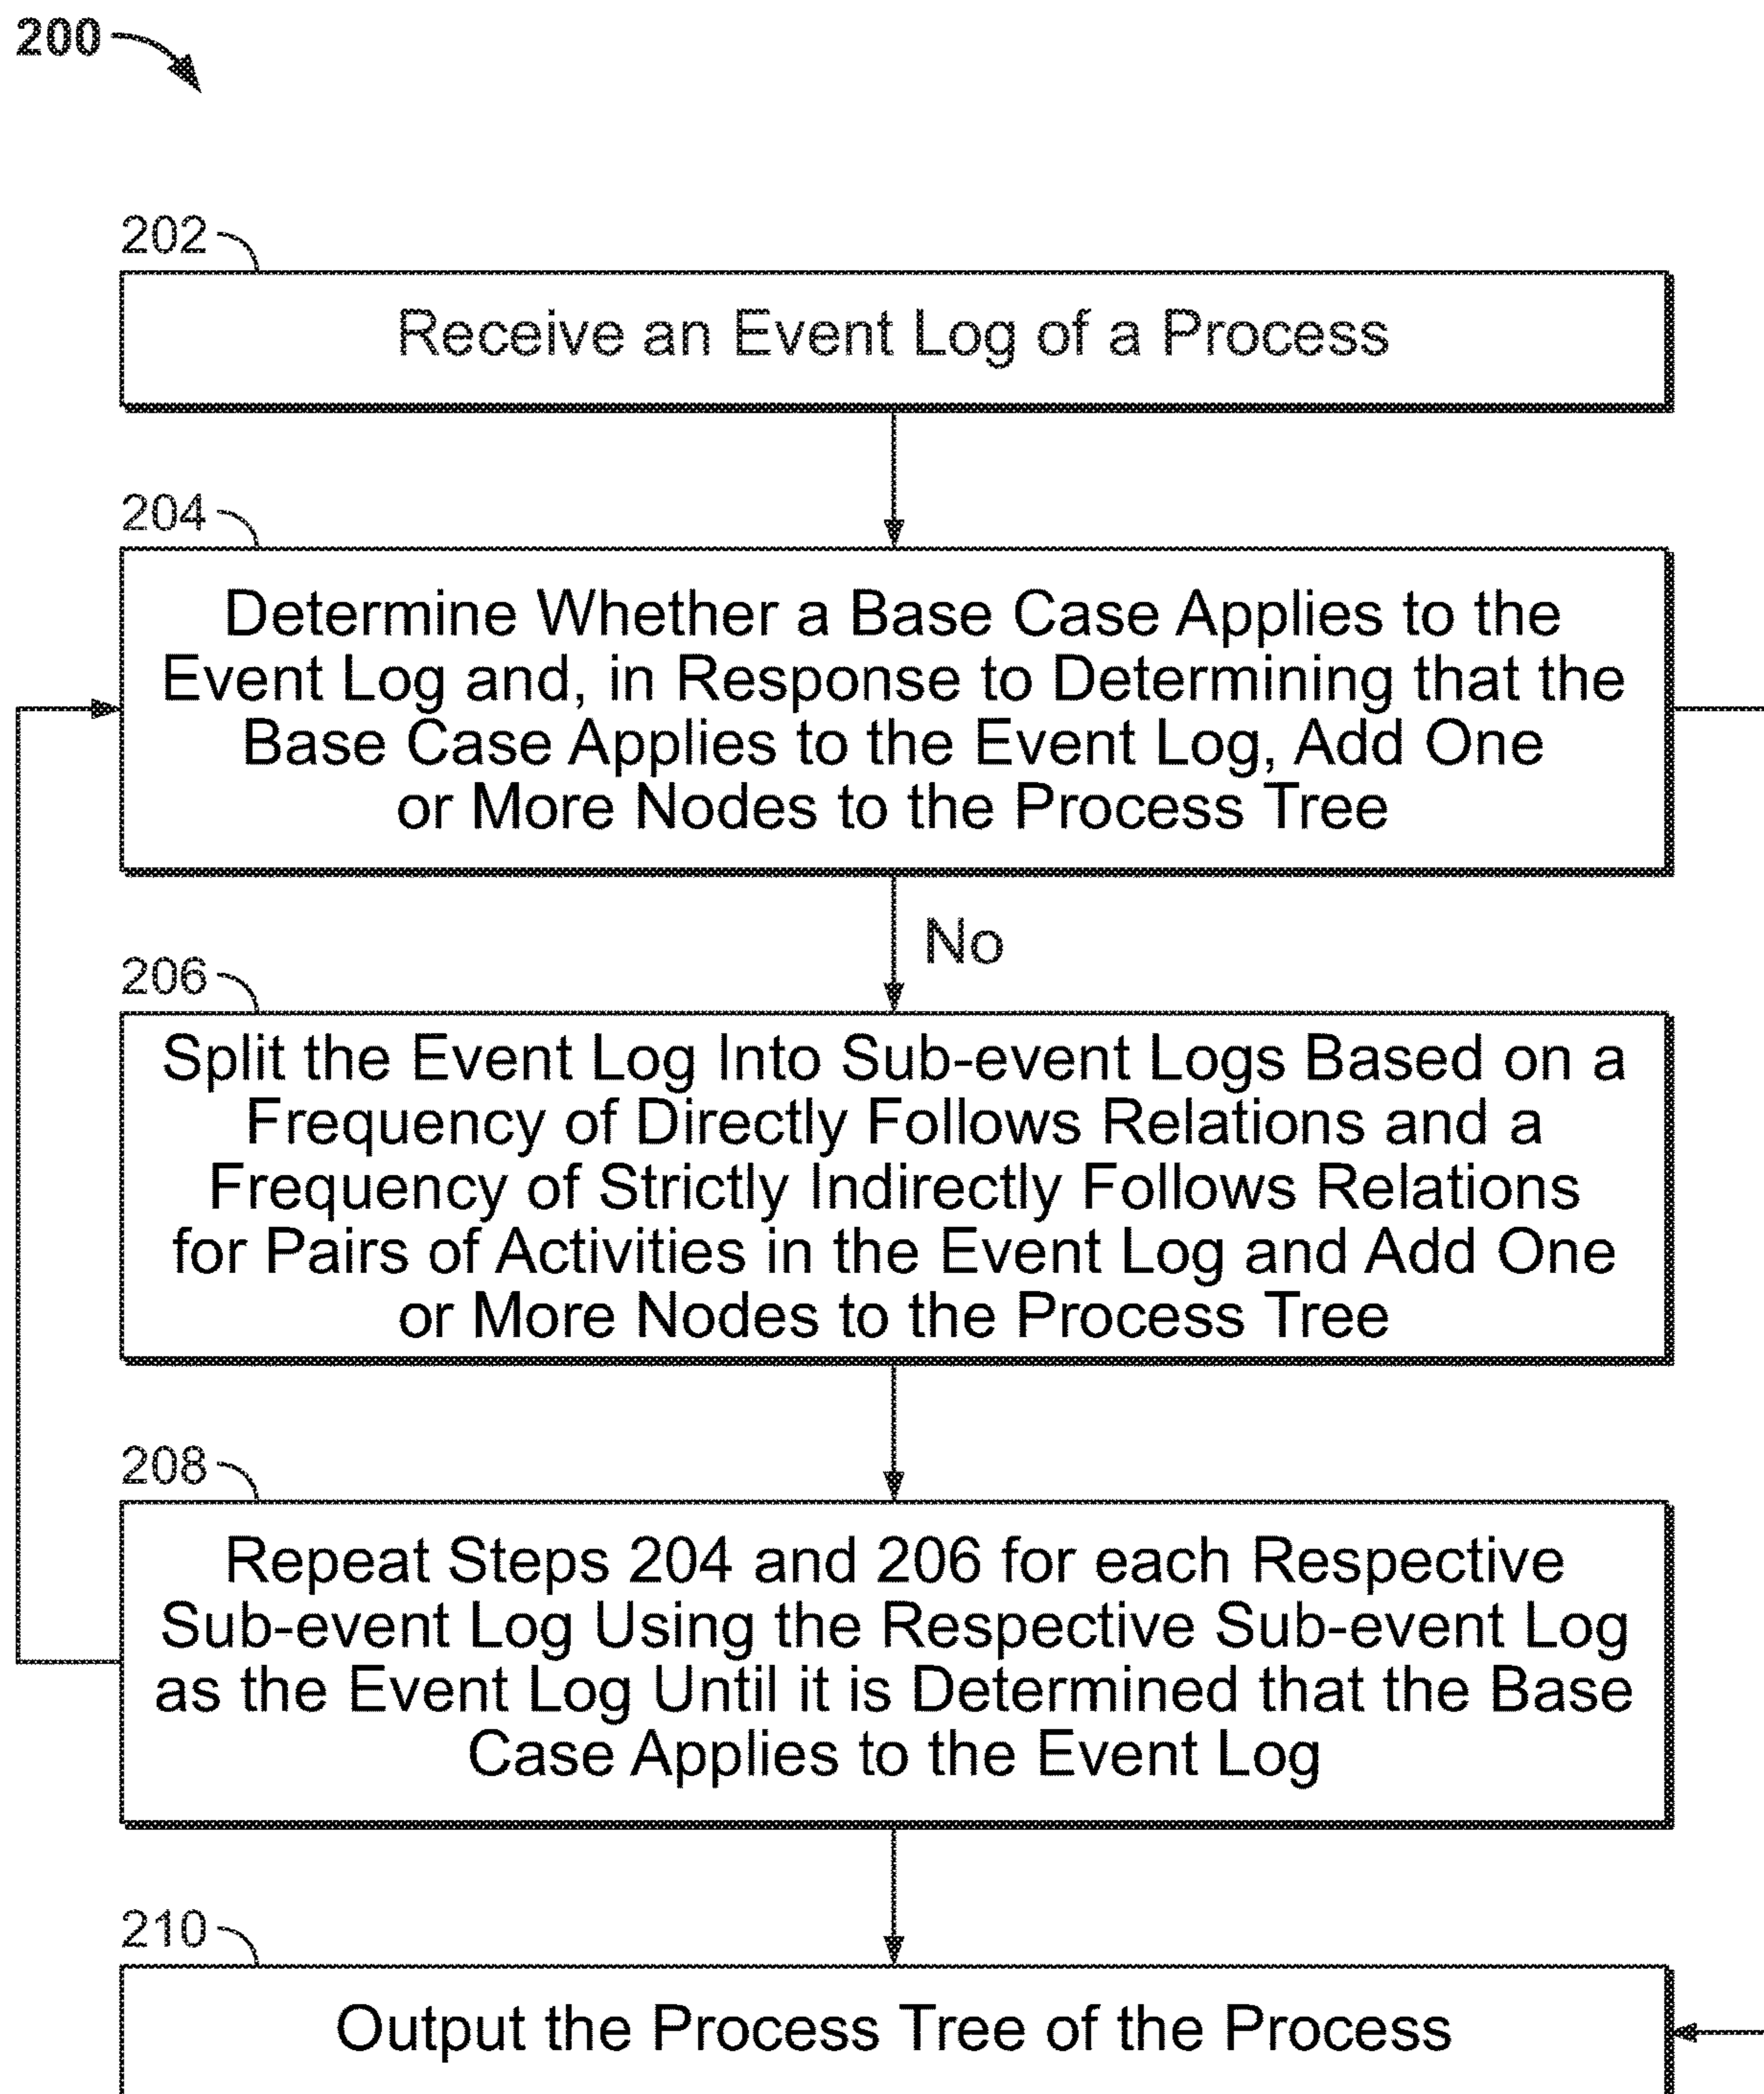 200
202
Receive an Event Log of a Process
204
Determine Whether a Base Case Applies to the
Event Log and, in Response to Determining that the
Base Case Applies to the Event Log, Add One
or More Nodes to the Process Tree
No
206
Split the Event Log Into Sub-event Logs Based on a
Frequency of Directly Follows Relations and a
Frequency of Strictly Indirectly Follows Relations
for Pairs of Activities in the Event Log and Add One
or More Nodes to the Process Tree
208
Repeat Steps 204 and 206 for each Respective
Sub-event Log Using the Respective Sub-event Log
as the Event Log Until it is Determined that the Base
Case Applies to the Event Log
210
Output the Process Tree of the Process